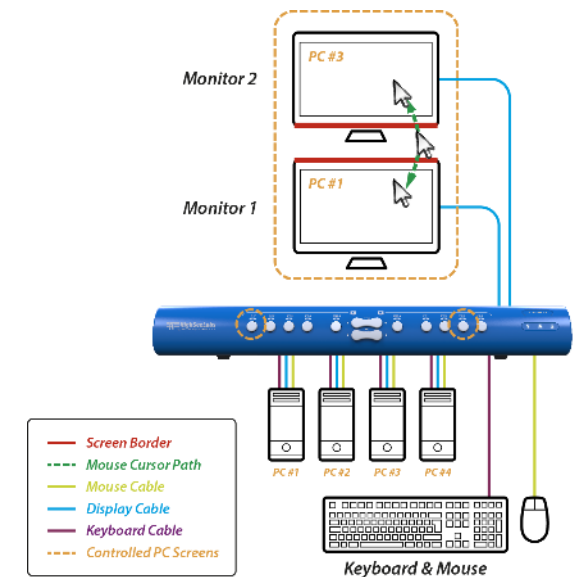 PC #3
Monitor 2
PC #1
Monitor 1
PC #1
PC #2
PC #3
PC #4
Screen Border
Mouse Cursor Path
Mouse Cable
Display Cable
Keyboard Cable
Controlled PC Screens
Keyboard & Mouse